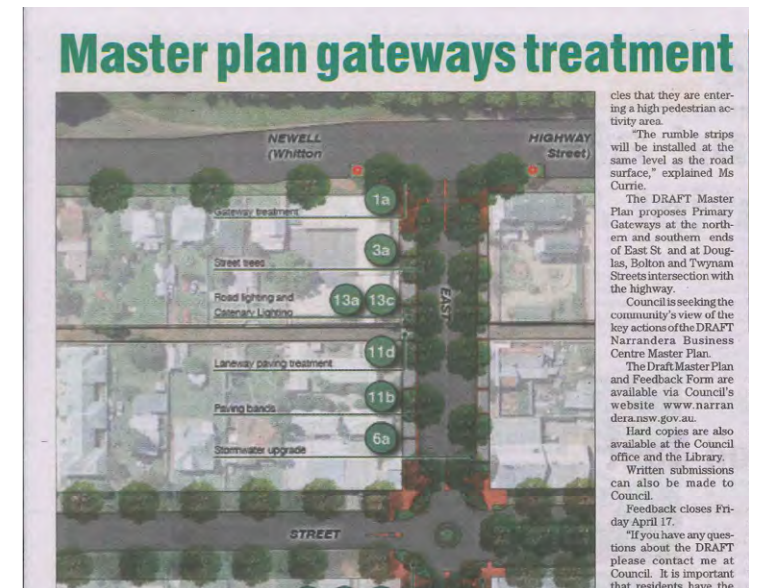 Master plan gateways treatment
NEWELL
(Whitton
HIGHWAY
Street)
1a
Gateway treatment
3a
Street trees
Road lighting and
Catenary Lighting
13a
13c
EAST
11d
Laneway paving treatment
11b
Paving bands
6a
Stormwater upgrade
STREET
cles that they are enter-
ing a high pedestrian ac-
tivity area.
"The rumble strips
will be installed at the
same level as the road
surface," explained Ms
Currie.
The DRAFT Master
Plan proposes Primary
Gateways at the north-
ern and southern ends
of East St and at Doug-
las, Bolton and Twynam
Streets intersection with
the highway.
Council is seeking the
community's view of the
key actions of the DRAFT
Narrandera Business
Centre Master Plan.
The Draft Master Plan
and Feedback Form are
available via Council's
website www.narran
dera.nsw.gov.au.
Hard copies are also
available at the Council
office and the Library.
Written submissions
can also be made to
Council.
Feedback closes Fri-
day April 17.
"If you have any ques-
tions about the DRAFT
please contact me at
Council. It is important
that residents have the